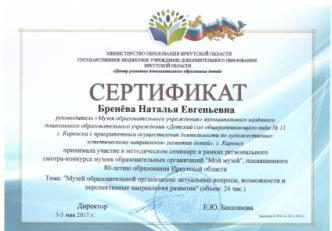 МИНИСТЕРСТВО ОБРАЗОВАНИЯ ИРКУТСКОЙ ОБЛАСТИ
ГОСУДАРСТВЕННОЕ БЮДЖЕТНОЕ УЧРЕЖДЕНИЕ ДОПОЛНИТЕЛЬНОГО ОБРАЗОВАНИЯ
ИРКУТСКОЙ ОБЛАСТИ
«Центр развития дополнительного образования детей»
СЕРТИФИКАТ
Бренёва Наталья Евгеньевна
руководитель «Музея образовательного учреждения» муниципального казённого
дошкольного образовательного учреждения «Детский сад общеразвивающего вида № 11
г. Киренска с приоритетным осуществлением деятельности по художественно-
эстетическому направлению развития детей», г. Киренск
принимала участие в методическом семинаре в рамках регионального
смотра-конкурса музеев образовательных организаций "Мой музей", посвященного
80-летию образования Иркутской области
Тема: "Музей образовательной организации: актуальные вопросы, возможности и
перспективные направления развития" (объем: 24 час.)
Директор Е.Ю. Бессонова
3-5 мая 2017 г.